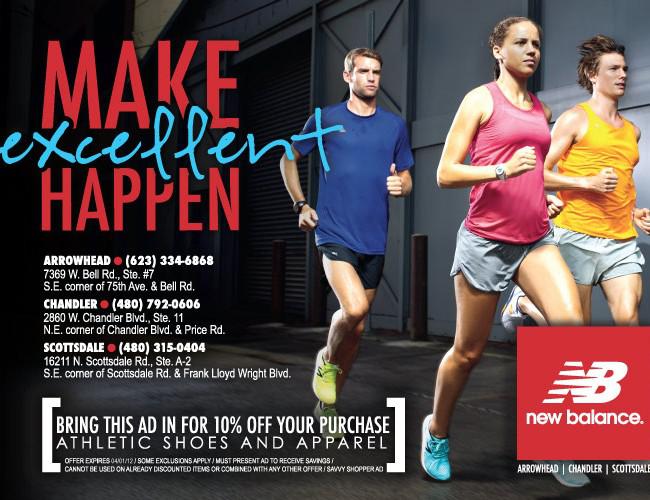 MAKE
excellent
HAPPEN
ARROWHEAD ● (623) 334-6868
7369 W. Bell Rd., Ste. #7
S.E. corner of 75th Ave. & Bell Rd.
CHANDLER ● (480) 792-0606
2860 W. Chandler Blvd., Ste. 11
N.E. corner of Chandler Blvd. & Price Rd.
SCOTTSDALE ● (480) 315-0404
16211 N. Scottsdale Rd., Ste. A-2
S.E. corner of Scottsdale Rd. & Frank Lloyd Wright Blvd.
BRING THIS AD IN FOR 10% OFF YOUR PURCHASE
ATHLETIC SHOES AND APPAREL
OFFER EXPIRES 04/01/12 / SOME EXCLUSIONS APPLY / MUST PRESENT AD TO RECEIVE SAVINGS /
CANNOT BE USED ON ALREADY DISCOUNTED ITEMS OR COMBINED WITH ANY OTHER OFFER / SAVVY SHOPPER AD
NB
new balance.
ARROWHEAD | CHANDLER | SCOTTSDALE